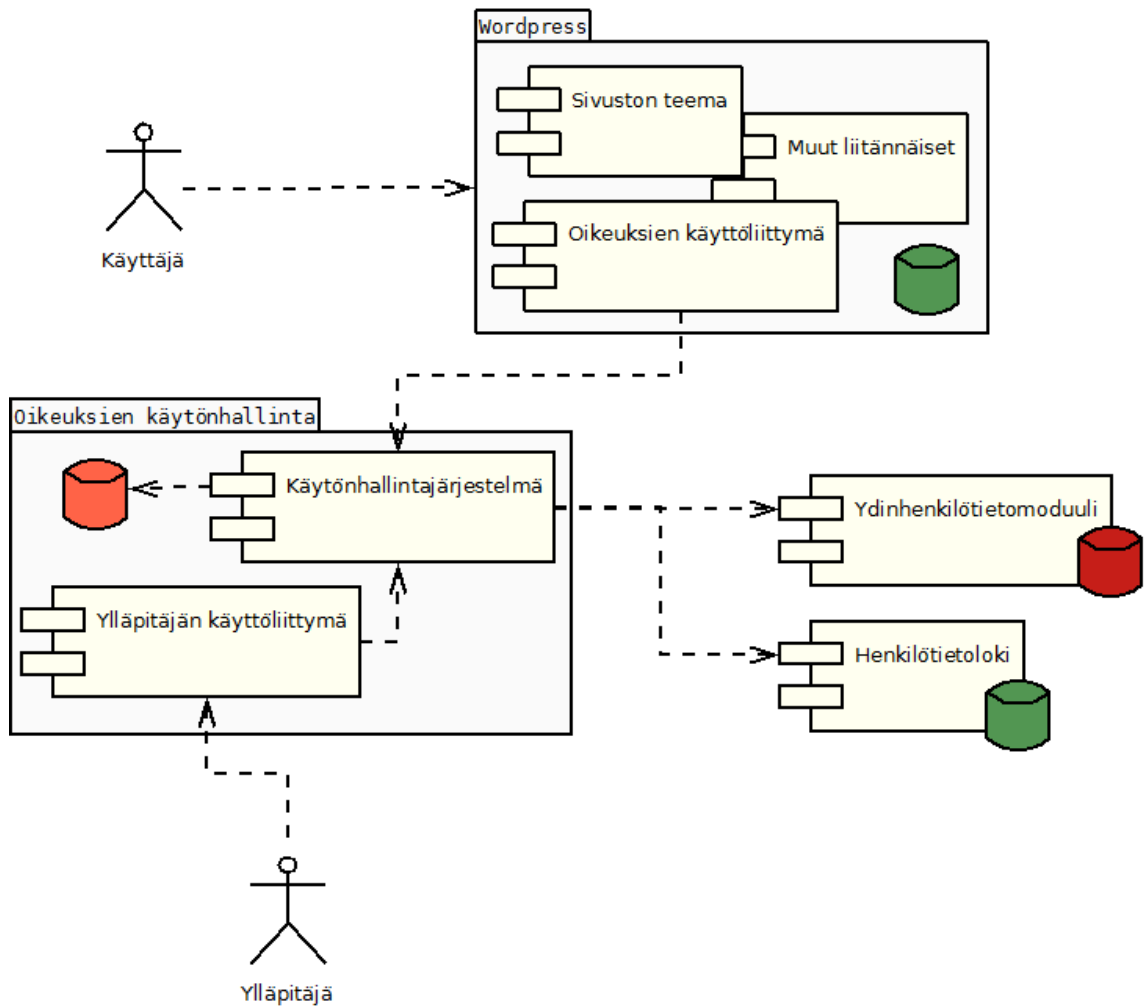 Wordpress
Sivuston teema
Muut liitännäiset
Käyttäjä
Oikeuksien käyttöliittymä
Oikeuksien käytönhallinta
Käytönhallintajärjestelmä
Ydinhenkilötietomoduuli
Ylläpitäjän käyttöliittymä
Henkilötietoloki
Ylläpitäjä